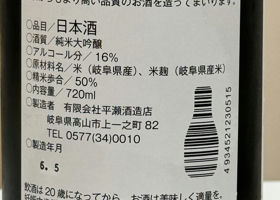 りも高い品質のお酒を造ってまいります。
○品目／日本酒
○酒質／純米大吟醸
○アルコール分／16％
○原材料／米（岐阜県産）、米麹（岐阜県産米）
○精米歩合／50％
○内容量／720ml
○製造者 有限会社平瀬酒造店
岐阜県高山市上一之町82
TEL 0577(34)0010
○製造年月
6.5
4934521230515
飲酒は20歳になってから。お酒は美味しく適量を。